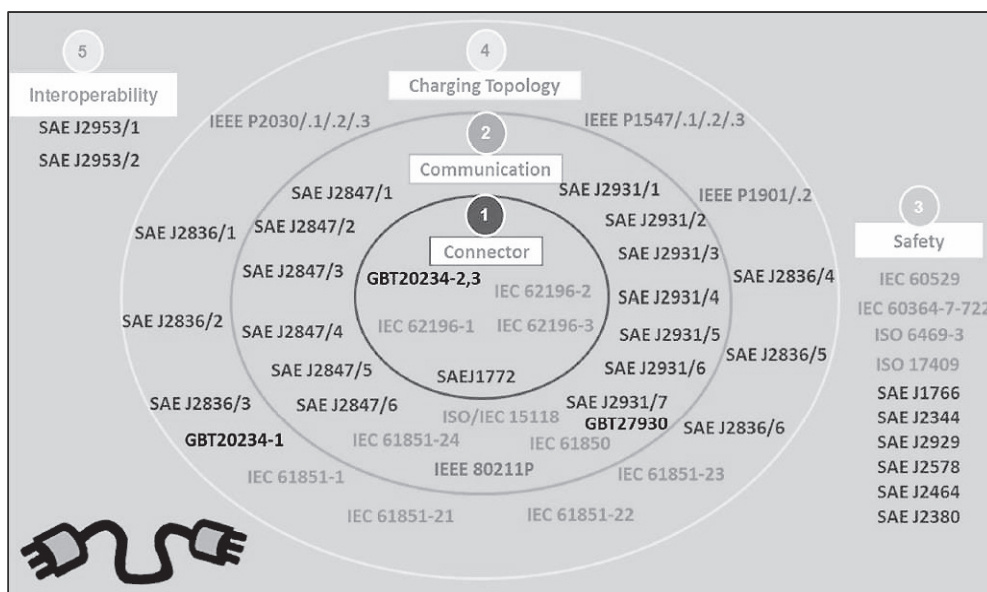 5
Interoperability
SAE J2953/1
SAE J2953/2
4
Charging Topology
IEEE P2030/.1/.2/.3
IEEE P1547/.1/.2/.3
IEEE P1901/.2
SAE J2836/1
SAE J2836/2
SAE J2836/3
GBT20234-1
IEC 61851-1
IEC 61851-21
IEC 61851-22
IEC 61851-23
SAE J2836/4
SAE J2836/5
SAE J2836/6
2
Communication
SAE J2847/1
SAE J2847/2
SAE J2847/3
SAE J2847/4
SAE J2847/5
SAE J2847/6
SAE J2931/1
SAE J2931/2
SAE J2931/3
SAE J2931/4
SAE J2931/5
SAE J2931/6
SAE J2931/7
GBT27930
ISO/IEC 15118
IEC 61851-24
IEC 61850
IEEE 80211P
1
Connector
GBT20234-2,3
IEC 62196-2
IEC 62196-1
IEC 62196-3
SAEJ1772
3
Safety
IEC 60529
IEC 60364-7-722
ISO 6469-3
ISO 17409
SAE J1766
SAE J2344
SAE J2929
SAE J2578
SAE J2464
SAE J2380